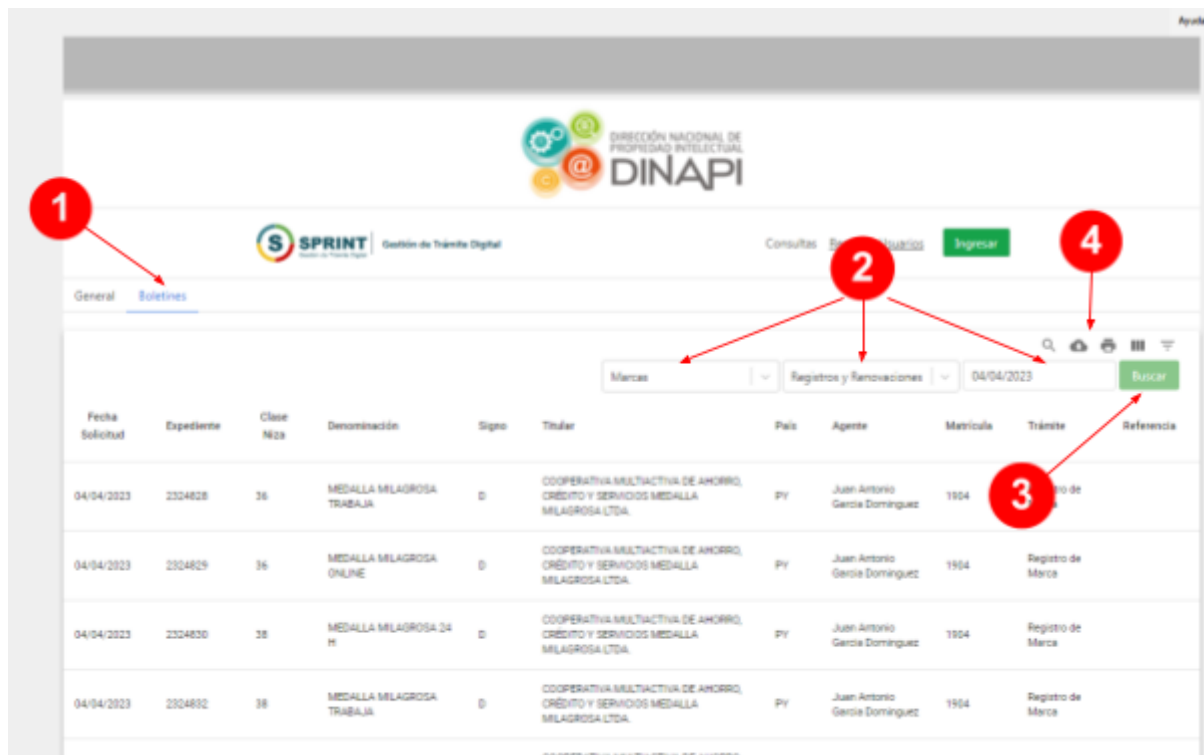 Ayuda
DIRECCIÓN NACIONAL DE
PROPIEDAD INTELECTUAL
DINAPI
1
S SPRINT Gestión de Trámite Digital
Gestión de Trámite Digital
Consultas Usuarios Ingresar
4
2
General Boletines
Marcas Registros y Renovaciones 04/04/2023 Buscar
Fecha Solicitud Expediente Clase Niza Denominación Signo Titular País Agente Matrícula Trámite Referencia
3
04/04/2023 2324828 36 MEDALLA MILAGROSA TRABAJA D COOPERATIVA MULTIACTIVA DE AHORRO, CRÉDITO Y SERVICIOS MEDALLA MILAGROSA LTDA. PY Juan Antonio Garcia Dominguez 1904
04/04/2023 2324829 36 MEDALLA MILAGROSA ONLINE D COOPERATIVA MULTIACTIVA DE AHORRO, CRÉDITO Y SERVICIOS MEDALLA MILAGROSA LTDA. PY Juan Antonio Garcia Dominguez 1904 Registro de Marca
04/04/2023 2324830 38 MEDALLA MILAGROSA 24 H D COOPERATIVA MULTIACTIVA DE AHORRO, CRÉDITO Y SERVICIOS MEDALLA MILAGROSA LTDA. PY Juan Antonio Garcia Dominguez 1904 Registro de Marca
04/04/2023 2324832 38 MEDALLA MILAGROSA TRABAJA D COOPERATIVA MULTIACTIVA DE AHORRO, CRÉDITO Y SERVICIOS MEDALLA MILAGROSA LTDA. PY Juan Antonio Garcia Dominguez 1904 Registro de Marca